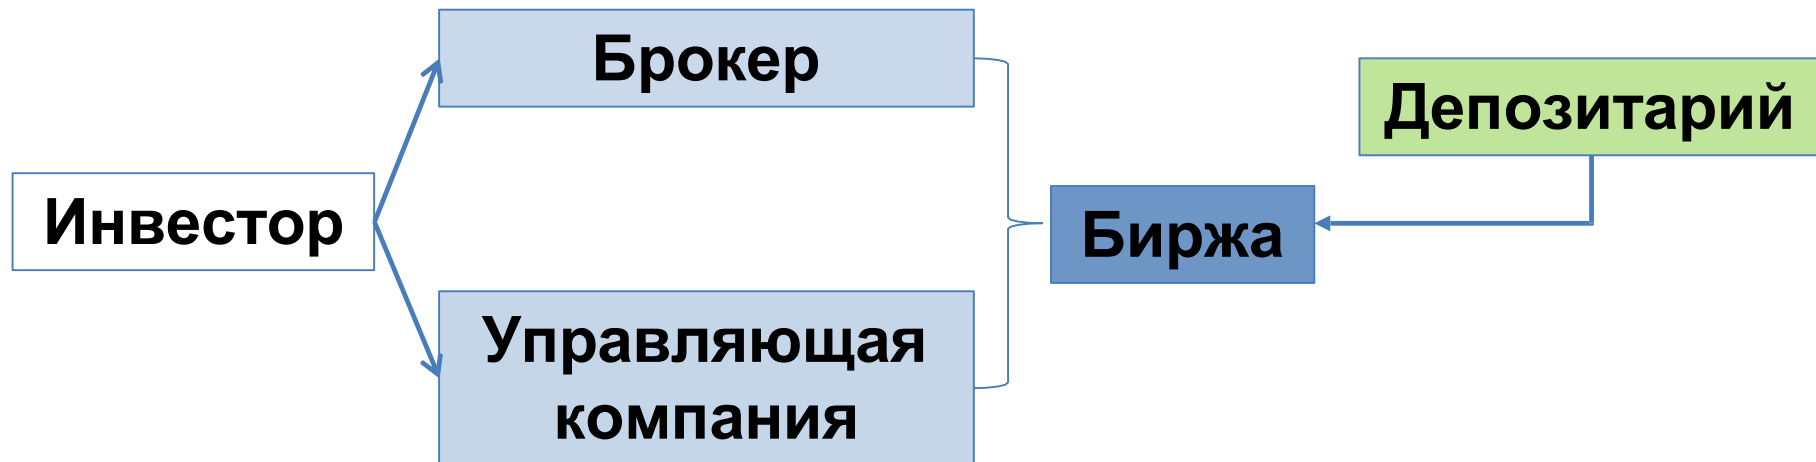 Брокер
Депозитарий
Инвестор
Биржа
Управляющая
компания